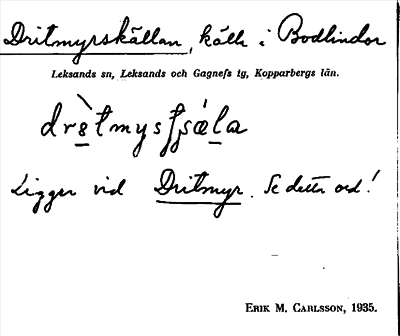 Dritmyrskällan, källa i Bodlindor
Leksands sn, Leksands och Gagnefs tg, Kopparbergs län.
Ligger vid Dritmyr. Se detta ord!
ERIK M. CARLSSON, 1935.